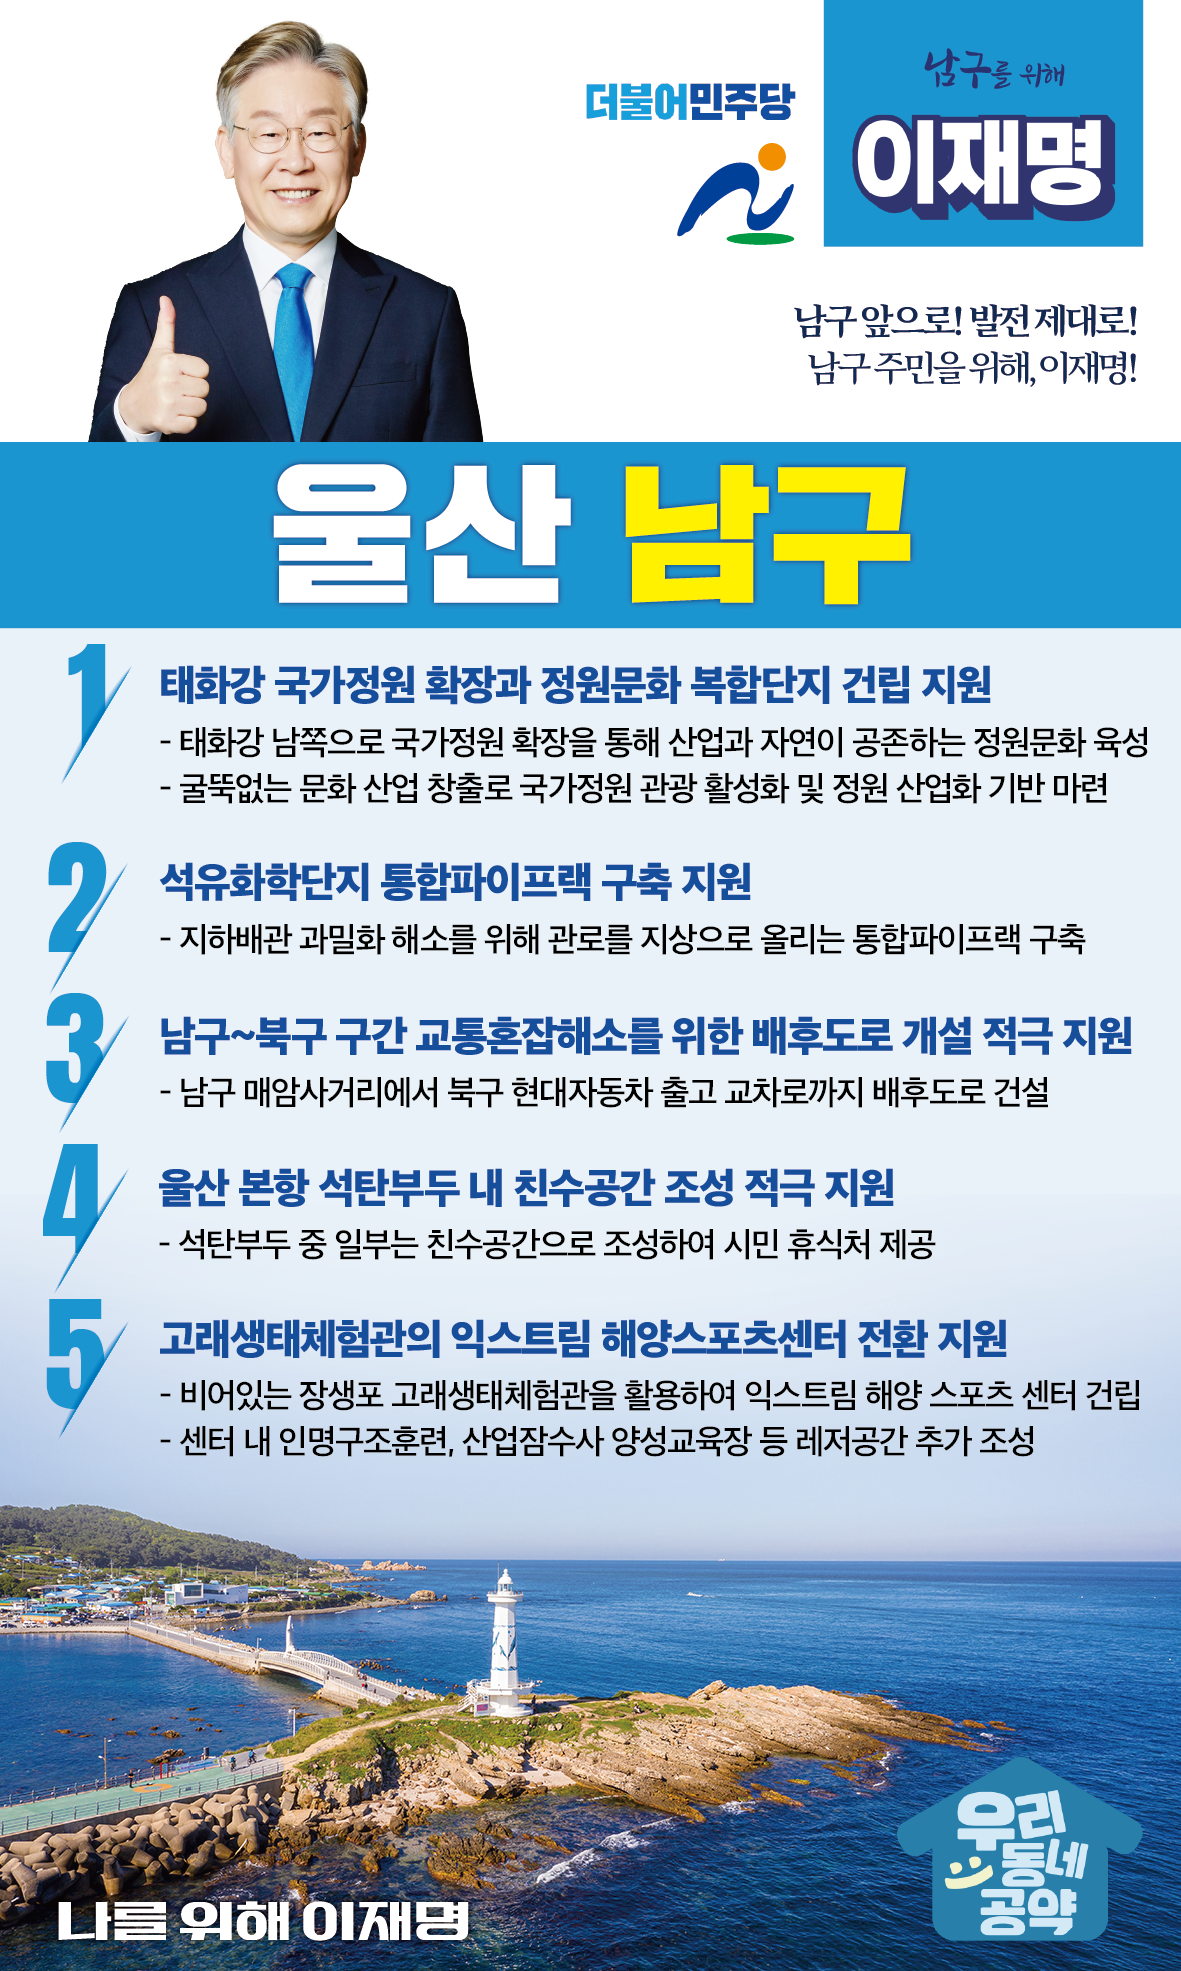 더불어민주당
남구를 위해
이재명
남구 앞으로! 발전 제대로!
남구 주민을 위해, 이재명!
울산 남구
1
태화강 국가정원 확장과 정원문화 복합단지 건립 지원
- 태화강 남쪽으로 국가정원 확장을 통해 산업과 자연이 공존하는 정원문화 육성
- 굴뚝없는 문화 산업 창출로 국가정원 관광 활성화 및 정원 산업화 기반 마련
2
석유화학단지 통합파이프랙 구축 지원
- 지하배관 과밀화 해소를 위해 관로를 지상으로 올리는 통합파이프랙 구축
3
남구~북구 구간 교통혼잡해소를 위한 배후도로 개설 적극 지원
- 남구 매암사거리에서 북구 현대자동차 출고 교차로까지 배후도로 건설
4
울산 본항 석탄부두 내 친수공간 조성 적극 지원
- 석탄부두 중 일부는 친수공간으로 조성하여 시민 휴식처 제공
5
고래생태체험관의 익스트림 해양스포츠센터 전환 지원
- 비어있는 장생포 고래생태체험관을 활용하여 익스트림 해양 스포츠 센터 건립
- 센터 내 인명구조훈련, 산업잠수사 양성교육장 등 레저공간 추가 조성
우리
동네
공약
나를 위해 이재명